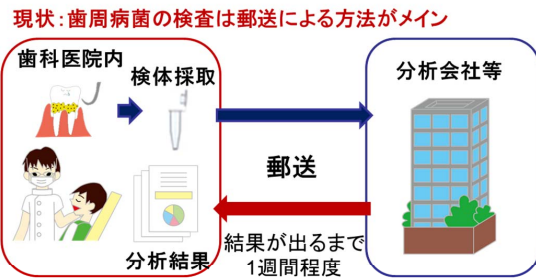 現状：歯周病菌の検査は郵送による方法がメイン
歯科医院内
検体採取
分析会社等
郵送
分析結果
結果が出るまで
1週間程度